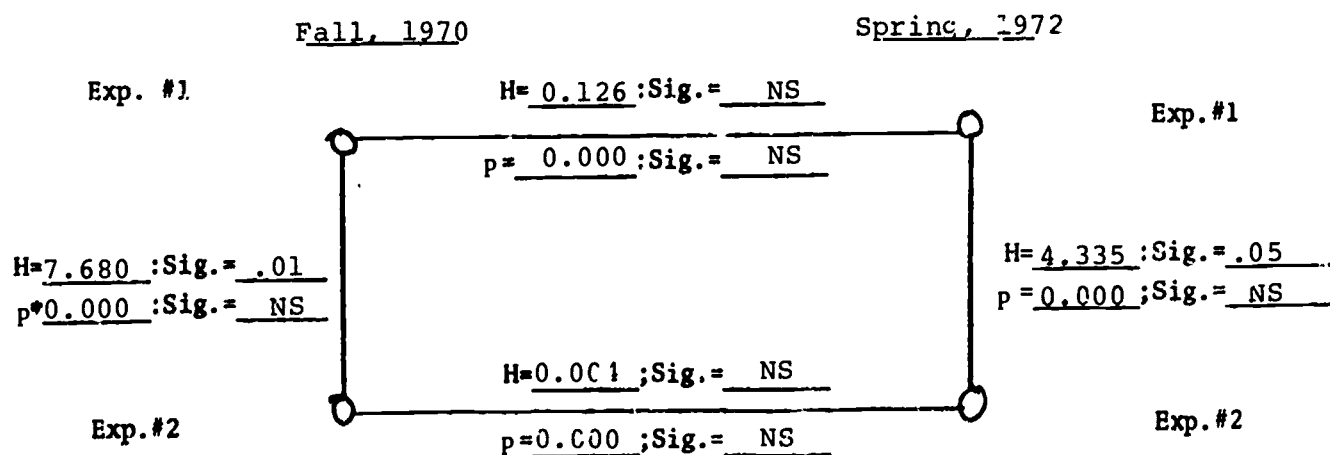 Fall, 1970
Spring, 1972
Exp. #1
H= 0.126 :Sig.= NS
Exp.#1
p= 0.000 :Sig.= NS
H=7.680 :Sig.= .01
p=0.000 :Sig.= NS
H= 4.335 :Sig.= .05
p =0.000 ;Sig.= NS
H=0.001 ;Sig.= NS
Exp.#2
p=0.000 ;Sig.= NS
Exp.#2